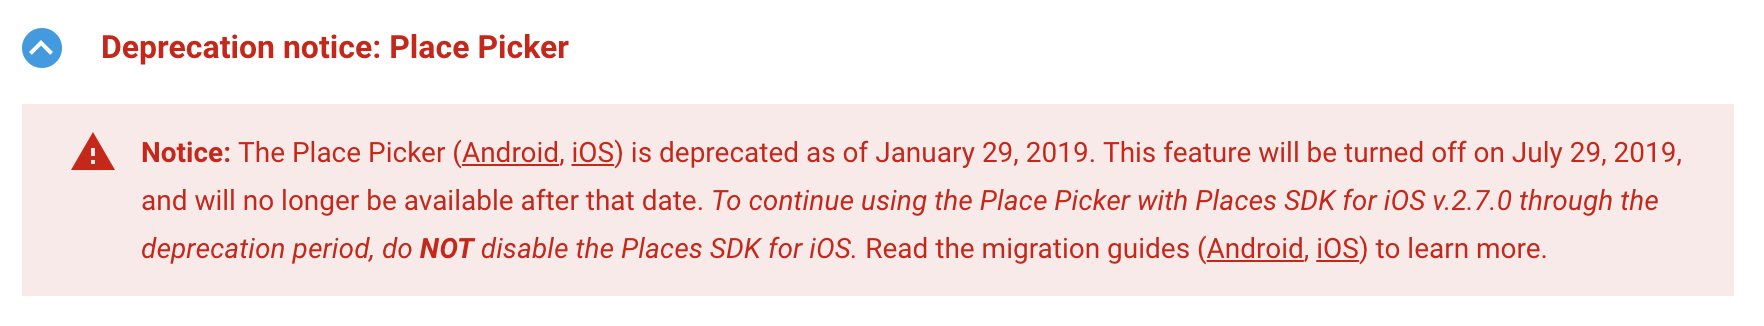 Deprecation notice: Place Picker
Notice: The Place Picker (Android, iOS) is deprecated as of January 29, 2019. This feature will be turned off on July 29, 2019,
and will no longer be available after that date. To continue using the Place Picker with Places SDK for iOS v.2.7.0 through the
deprecation period, do NOT disable the Places SDK for iOS. Read the migration guides (Android, iOS) to learn more.